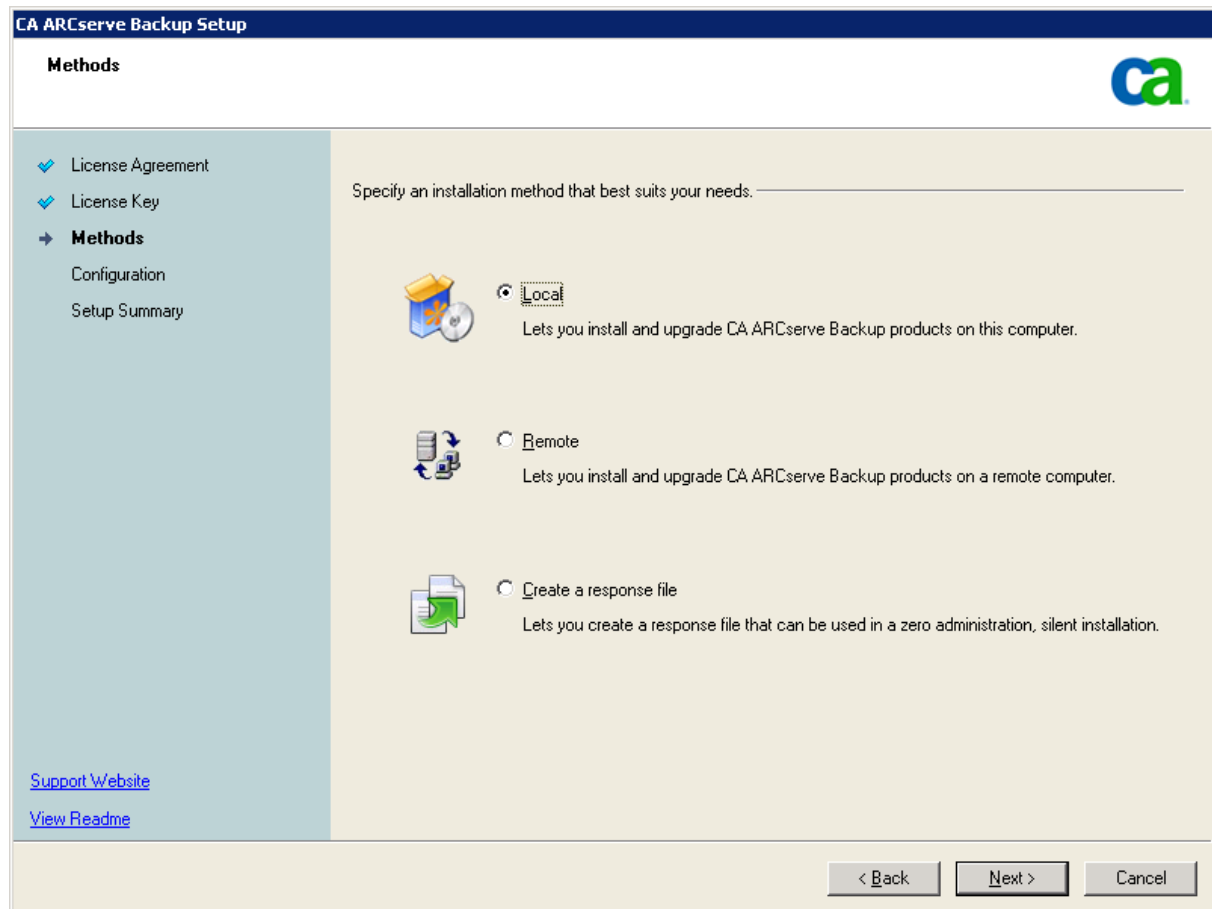 CA ARCserve Backup Setup
Methods
ca
License Agreement
License Key
Methods
Configuration
Setup Summary
Support Website
View Readme
Specify an installation method that best suits your needs.
Local
Lets you install and upgrade CA ARCserve Backup products on this computer.
Remote
Lets you install and upgrade CA ARCserve Backup products on a remote computer.
Create a response file
Lets you create a response file that can be used in a zero administration, silent installation.
< Back
Next >
Cancel